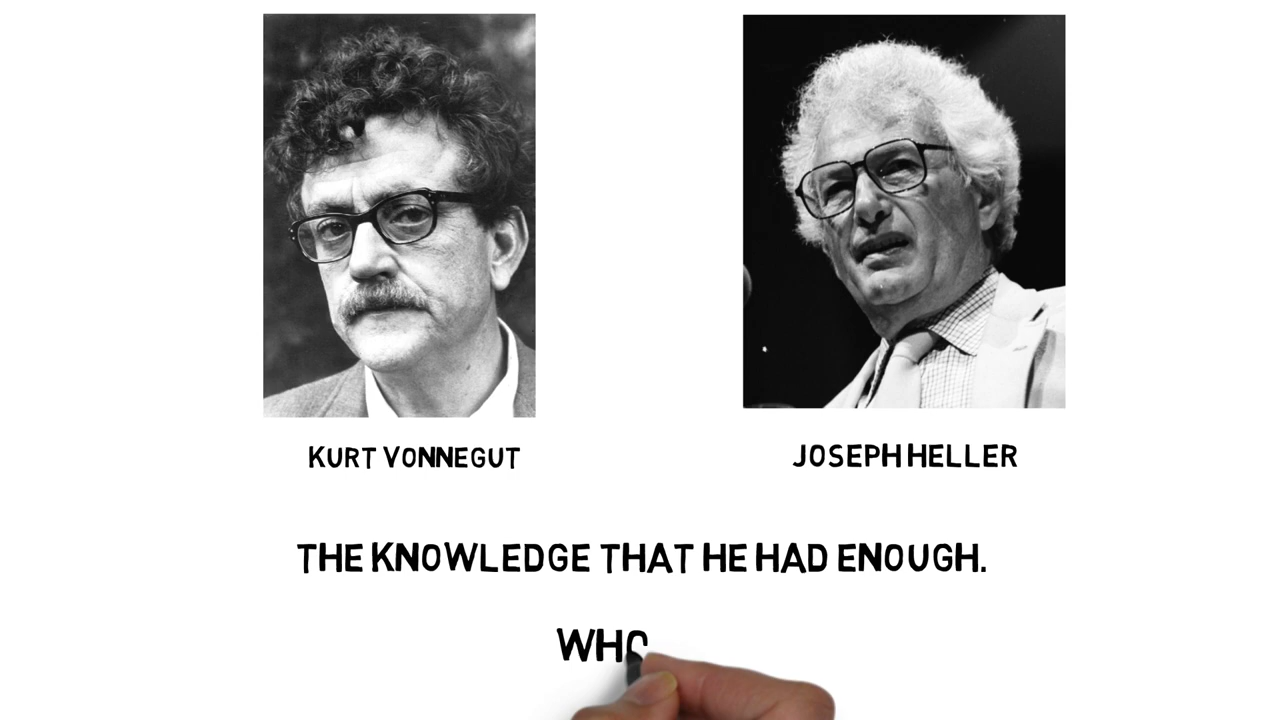 KURT VONNEGUT
JOSEPH HELLER
THE KNOWLEDGE THAT HE HAD ENOUGH.